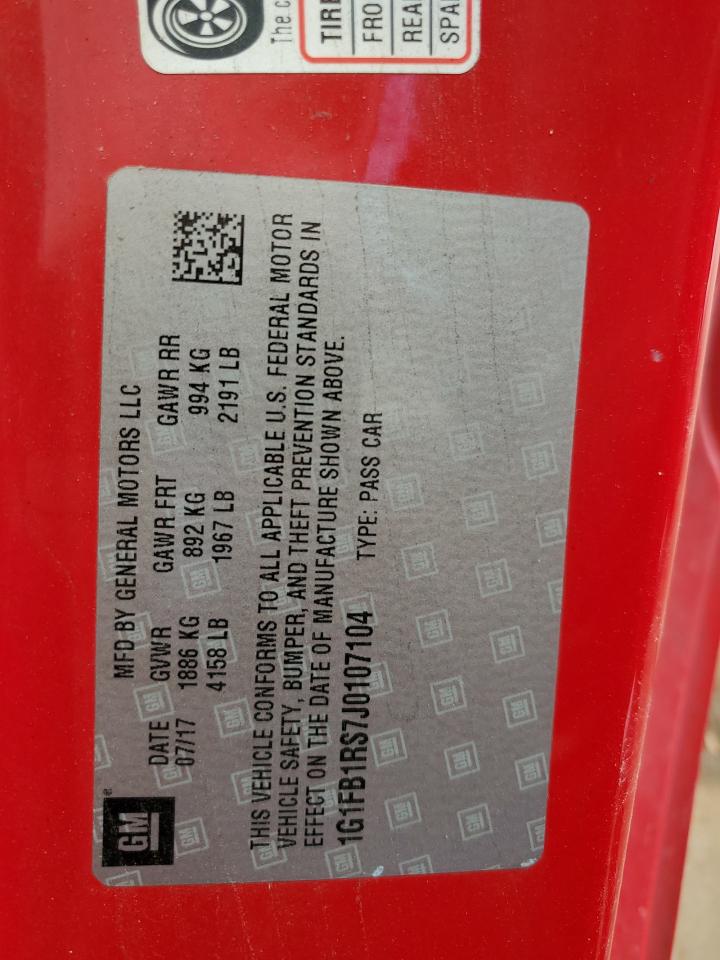 The c
TIRE
FRO
REA
SPA
MFD BY GENERAL MOTORS LLC
DATE GVWR GAWR FRT GAWR RR
07/17 1886 KG 892 KG 994 KG
4158 LB 1967 LB 2191 LB
THIS VEHICLE CONFORMS TO ALL APPLICABLE U.S. FEDERAL MOTOR
VEHICLE SAFETY, BUMPER, AND THEFT PREVENTION STANDARDS IN
EFFECT ON THE DATE OF MANUFACTURE SHOWN ABOVE.
1G1FB1RS7J0107104 TYPE: PASS CAR
GM